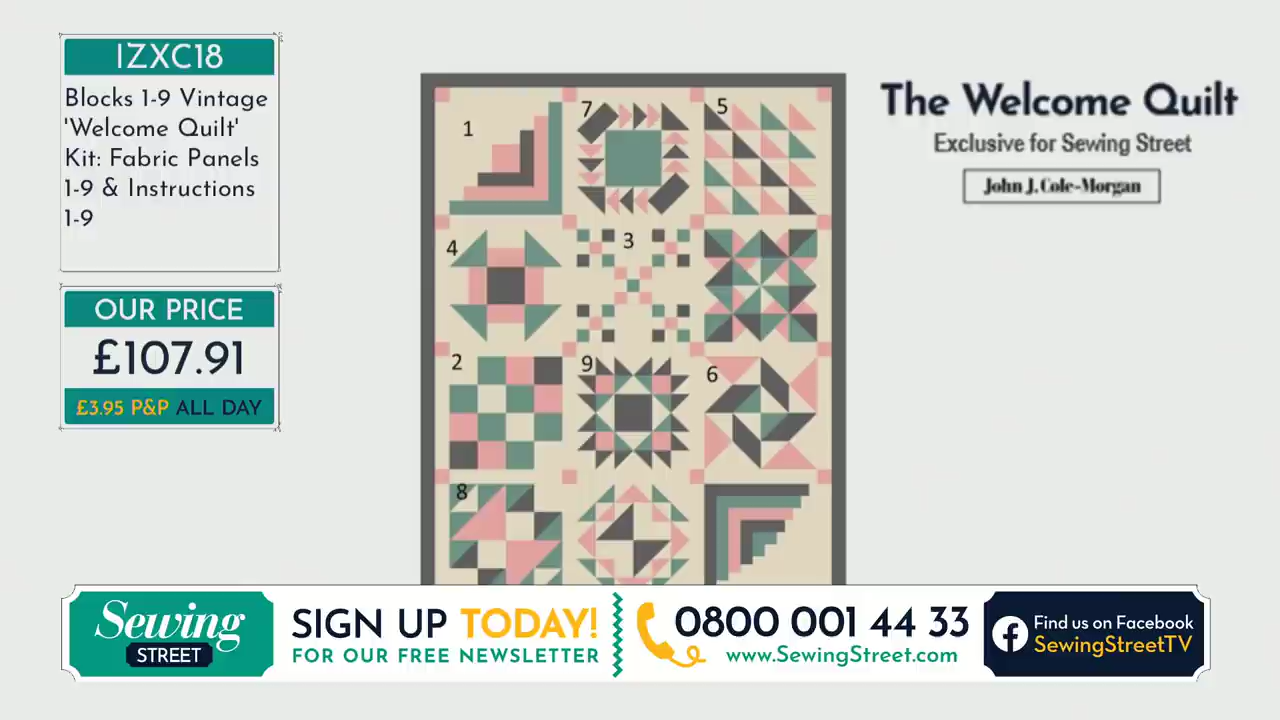 IZXC18
Blocks 1-9 Vintage
'Welcome Quilt'
Kit: Fabric Panels
1-9 & Instructions
1-9
OUR PRICE
£107.91
£3.95 P&P ALL DAY
1
7
5
4
3
2
9
6
8
The Welcome Quilt
Exclusive for Sewing Street
John J. Cole-Morgan
Sewing
STREET
SIGN UP TODAY!
FOR OUR FREE NEWSLETTER
0800 001 44 33
www.SewingStreet.com
Find us on Facebook
SewingStreetTV